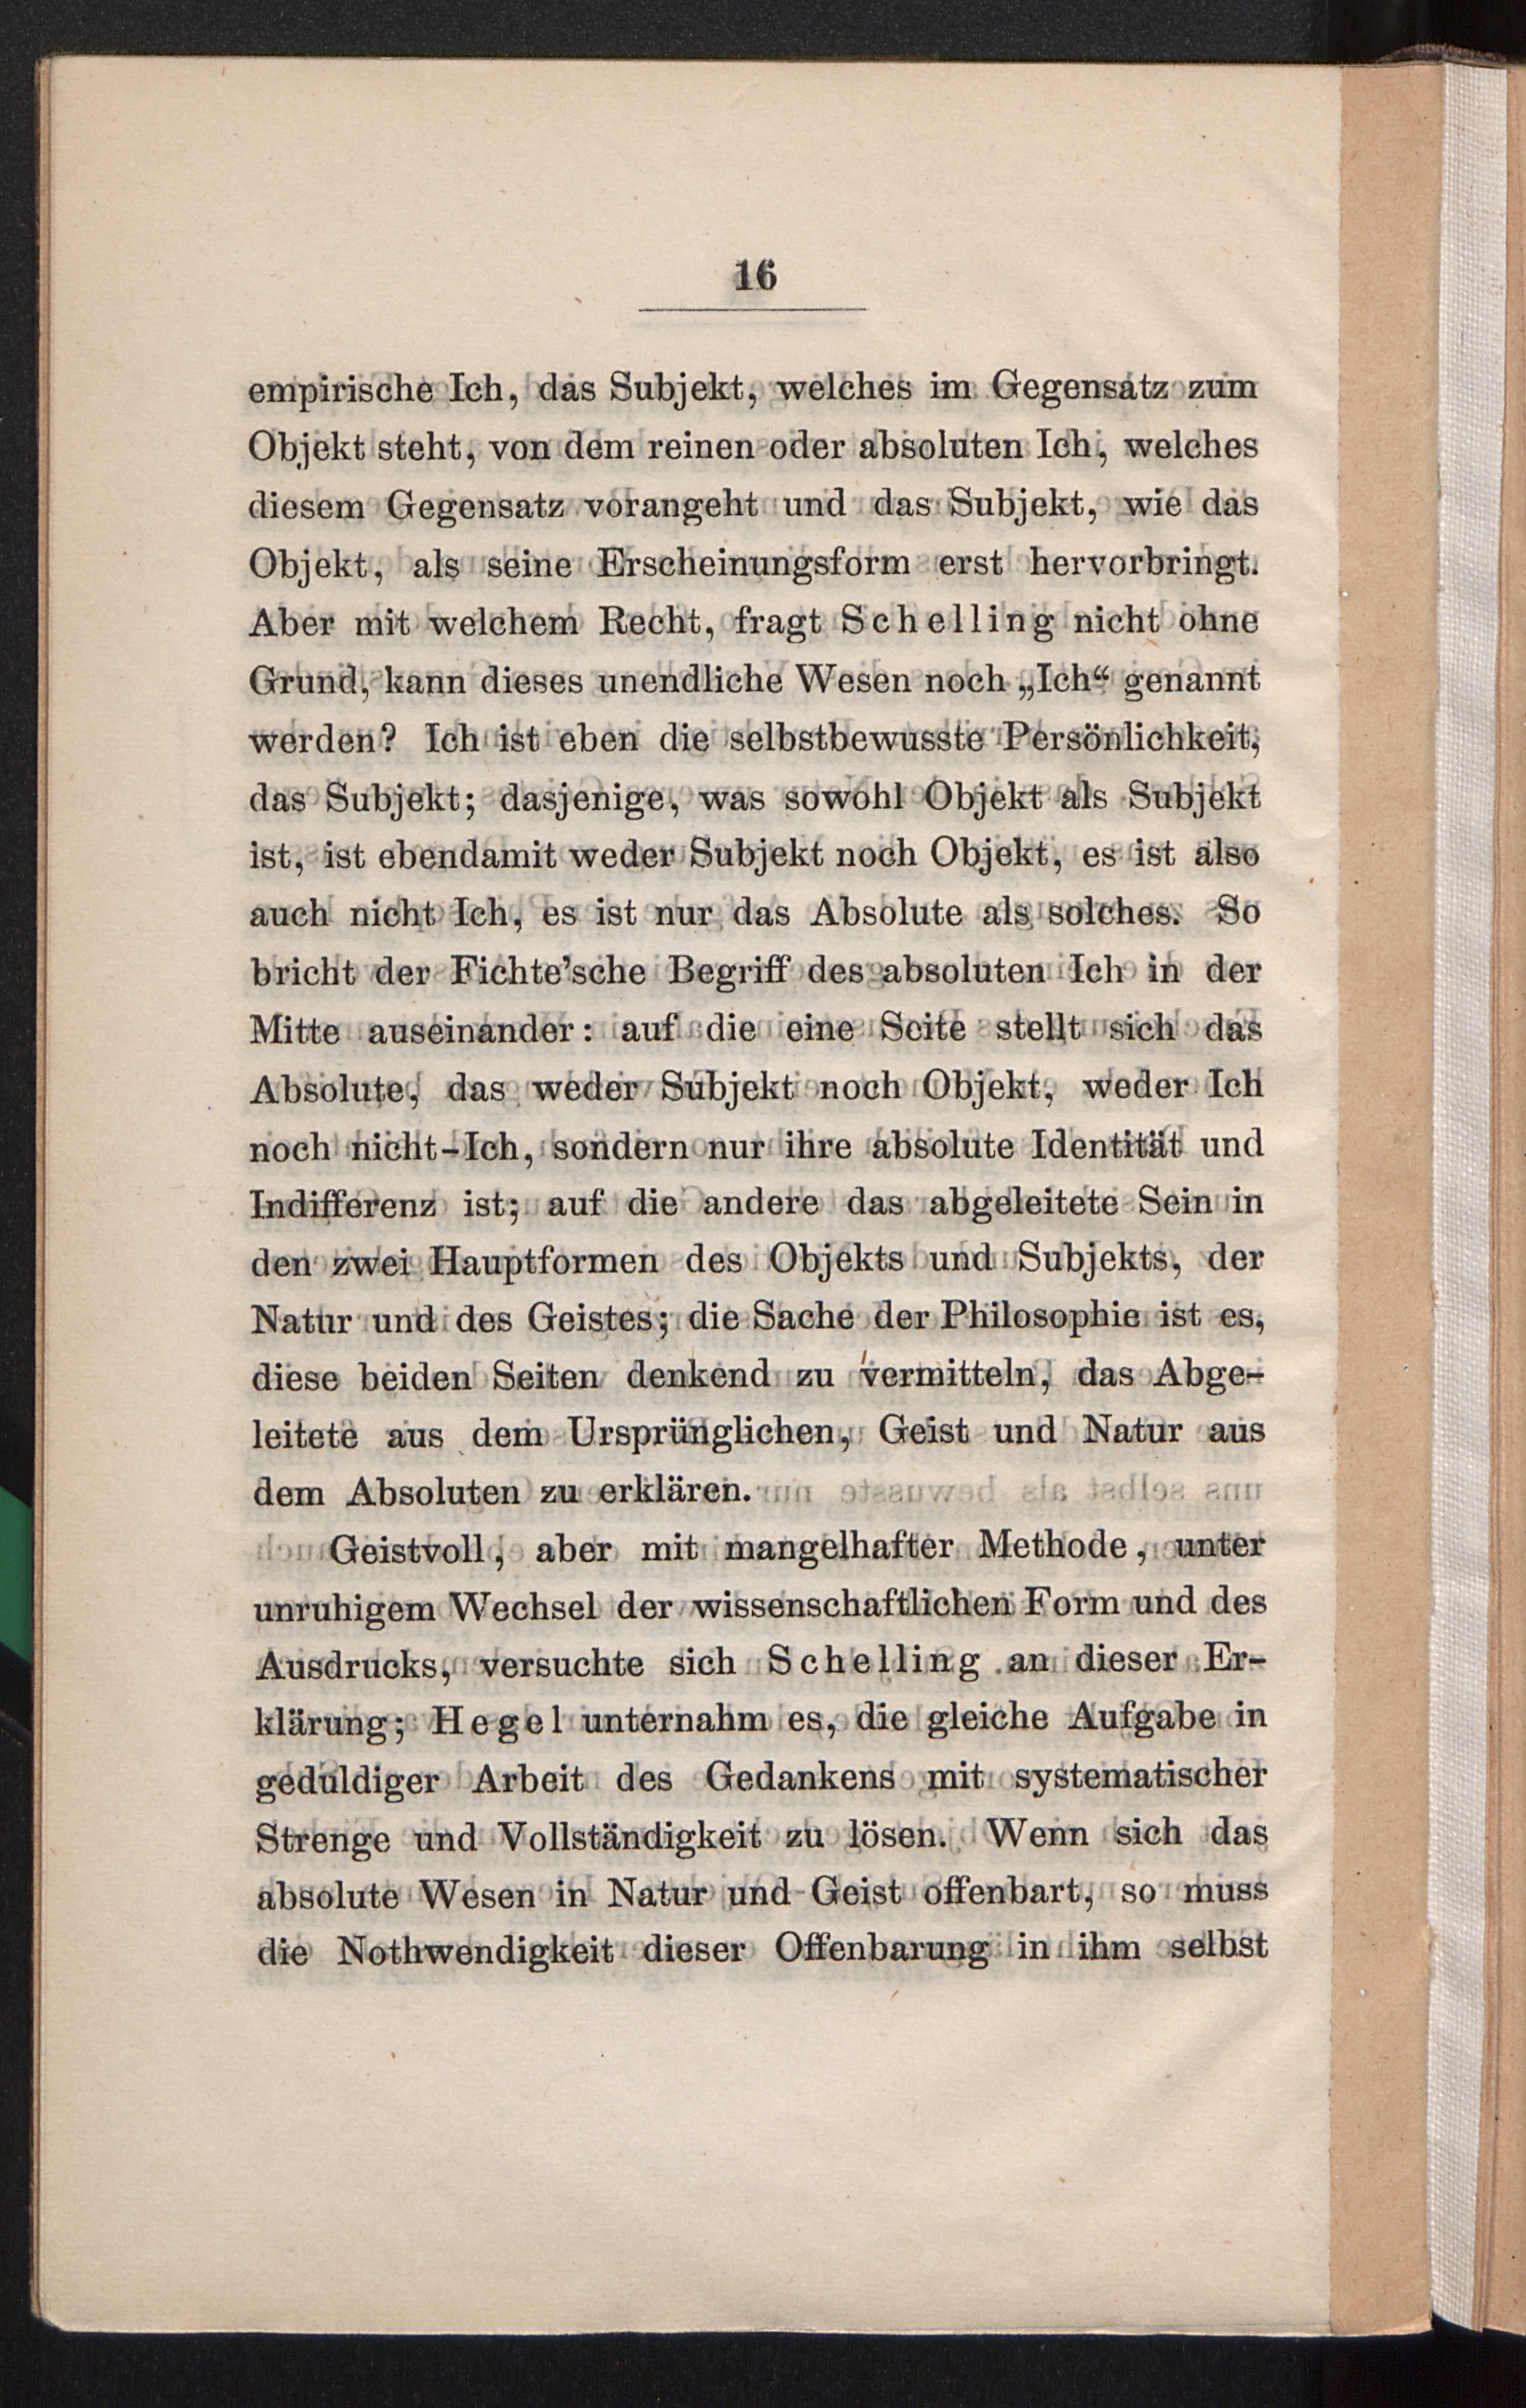 16
empirische Ich, das Subjekt, welches im Gegensatz zum
Objekt steht, von dem reinen oder absoluten Ich, welches
diesem Gegensatz vorangeht und das Subjekt, wie das
Objekt, als seine Erscheinungsform erst hervorbringt.
Aber mit welchem Recht, fragt Schelling nicht ohne
Grund, kann dieses unendliche Wesen noch „Ich“ genannt
werden? Ich ist eben die selbstbewusste Persönlichkeit,
das Subjekt; dasjenige, was sowohl Objekt als Subjekt
ist, ist ebendamit weder Subjekt noch Objekt, es ist also
auch nicht Ich, es ist nur das Absolute als solches. So
bricht der Fichte’sche Begriff des absoluten Ich in der
Mitte auseinander: auf die eine Seite stellt sich das
Absolute, das weder Subjekt noch Objekt, weder Ich
noch nicht-Ich, sondern nur ihre absolute Identität und
Indifferenz ist; auf die andere das abgeleitete Sein in
den zwei Hauptformen des Objekts und Subjekts, der
Natur und des Geistes; die Sache der Philosophie ist es,
diese beiden Seiten denkend zu vermitteln, das Abge-
leitete aus dem Ursprünglichen, Geist und Natur aus
dem Absoluten zu erklären.
Geistvoll, aber mit mangelhafter Methode, unter
unruhigem Wechsel der wissenschaftlichen Form und des
Ausdrucks, versuchte sich Schelling an dieser Er-
klärung; Hegel unternahm es, die gleiche Aufgabe in
geduldiger Arbeit des Gedankens mit systematischer
Strenge und Vollständigkeit zu lösen. Wenn sich das
absolute Wesen in Natur und Geist offenbart, so muss
die Nothwendigkeit dieser Offenbarung in ihm selbst